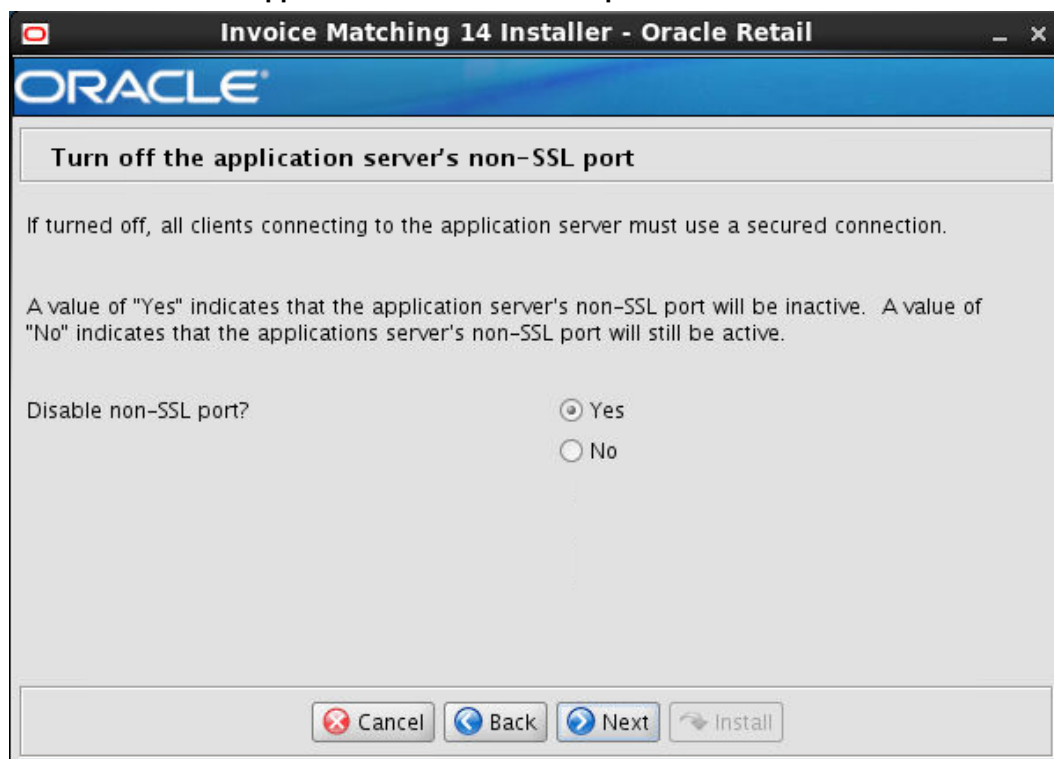 Invoice Matching 14 Installer - Oracle Retail
ORACLE®
Turn off the application server's non-SSL port
If turned off, all clients connecting to the application server must use a secured connection.
A value of "Yes" indicates that the application server's non-SSL port will be inactive. A value of
"No" indicates that the applications server's non-SSL port will still be active.
Disable non-SSL port?
Yes
No
Cancel
Back
Next
Install